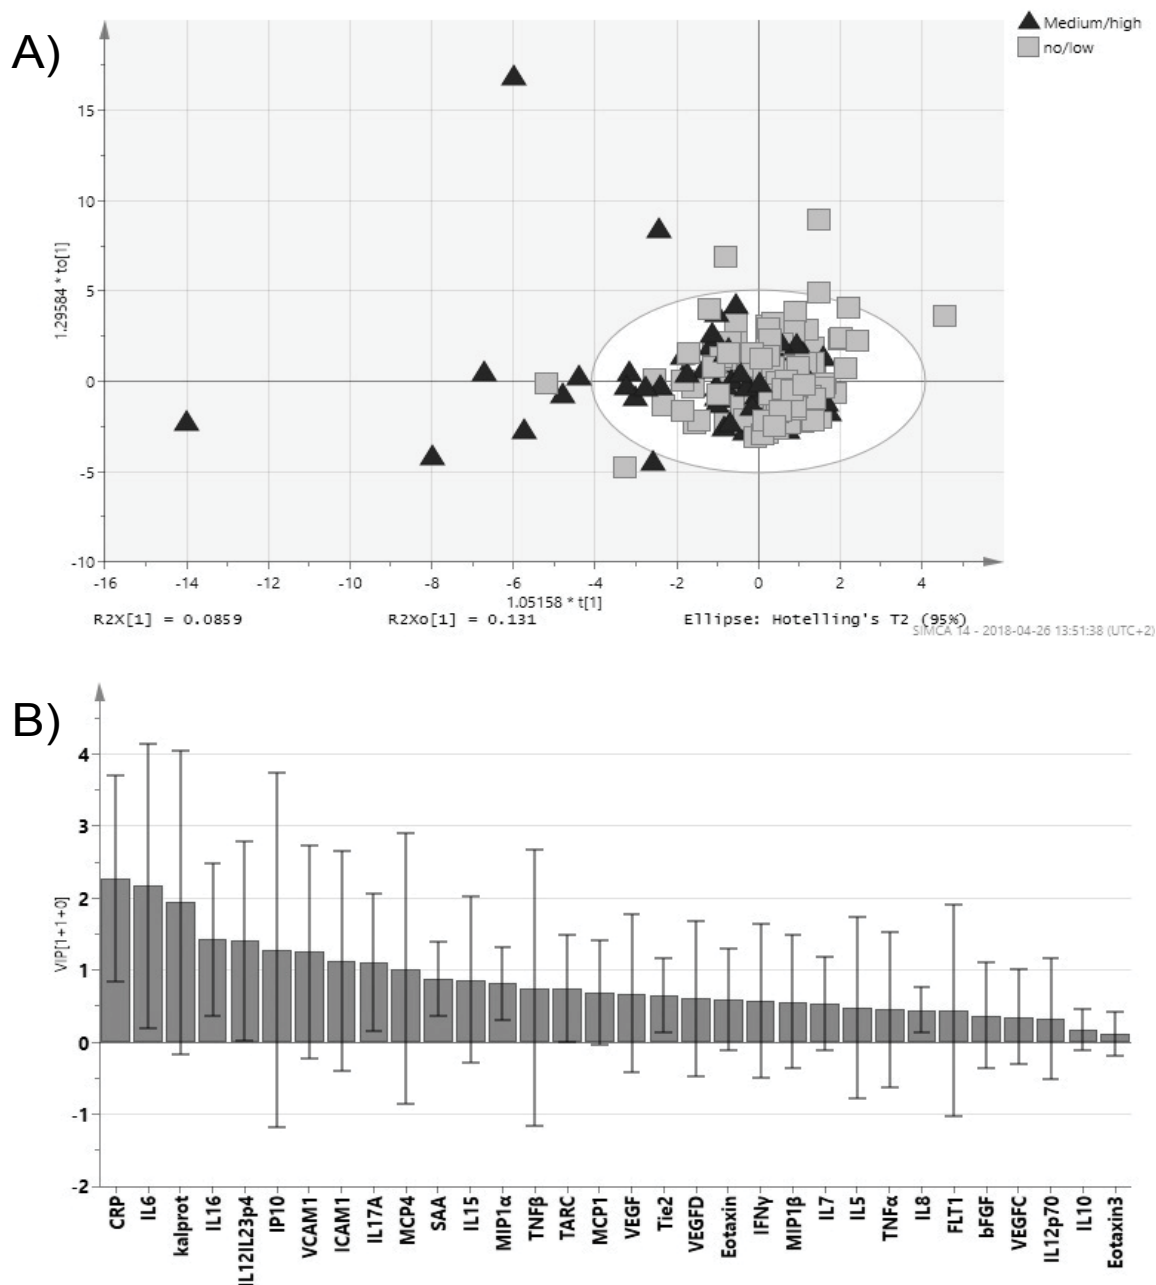 A)
Medium/high
no/low
15
10
5
0
-5
-10
1.29584 * to[1]
-16 -14 -12 -10 -8 -6 -4 -2 0 2 4
1.05158 * t[1]
R2X[1] = 0.0859 R2Xo[1] = 0.131 Ellipse: Hotelling's T2 (95%)
SIMCA 14 - 2018-04-26 13:51:38 (UTC+2)
B)
4
3
2
1
0
-1
-2
VIP[1+1+0]
CRP
IL6
kalprot
IL16
IL12IL23p4
IP10
VCAM1
ICAM1
IL17A
MCP4
SAA
IL15
MIP1α
TNFβ
TARC
MCP1
VEGF
Tie2
VEGFD
Eotaxin
IFNγ
MIP1β
IL7
IL5
TNFα
IL8
FLT1
bFGF
VEGFC
IL12p70
IL10
Eotaxin3